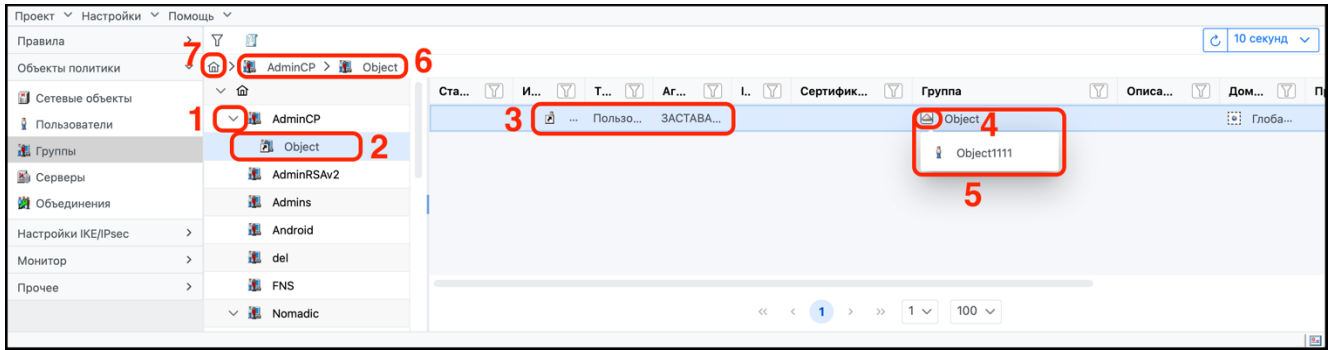 Проект Настройки Помощь
Правила
10 секунд
7
6
Объекты политики
AdminCP > Object
Сетевые объекты
Ста... И... Т... Аг... I.. Сертифик... Группа Описа... Дом... Пр
1
AdminCP
3
... Пользо... ЗАСТАВА... Object Глоба...
4
Пользователи
Группы
Object
2
Object1111
5
Серверы
AdminRSAv2
Объединения
Admins
Настройки IKE/IPsec
Android
Монитор
del
Прочее
FNS
Nomadic
<< < 1 > >> 1 100